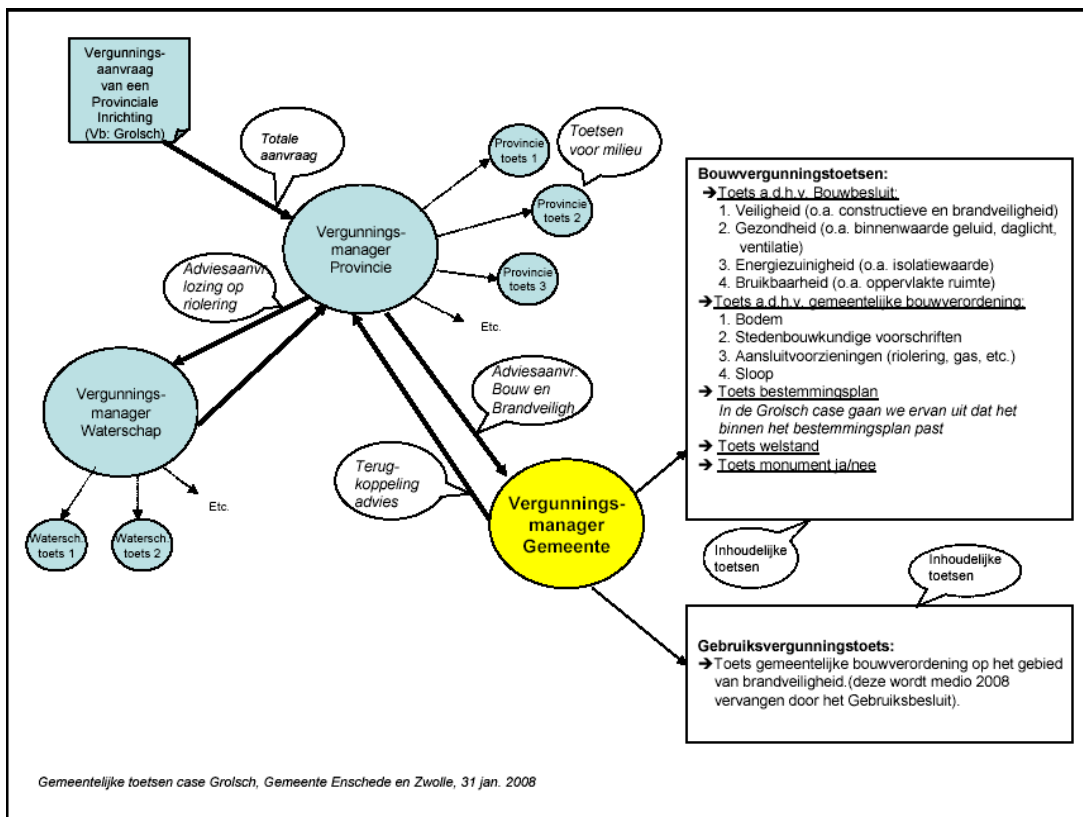 Vergunnings-
aanvraag
van een
Provinciale
Inrichting
(Vb: Grolsch)
Totale
aanvraag
Provincie
toets 1
Toetsen
voor milieu
Provincie
toets 2
Vergunnings-
manager
Provincie
Provincie
toets 3
Etc.
Adviesaanvr.
lozing op
riolering
Vergunnings-
manager
Waterschap
Etc.
Watersch.
toets 1
Watersch.
toets 2
Adviesaanvr.
Bouw en
Brandveiligh.
Terug-
koppeling
advies
Vergunnings-
manager
Gemeente
Bouwvergunningstoetsen:
➔Toets a.d.h.v. Bouwbesluit:
1. Veiligheid (o.a. constructieve en brandveiligheid)
2. Gezondheid (o.a. binnenwaarde geluid, daglicht,
ventilatie)
3. Energiezuinigheid (o.a. isolatiewaarde)
4. Bruikbaarheid (o.a. oppervlakte ruimte)
➔Toets a.d.h.v. gemeentelijke bouwverordening:
1. Bodem
2. Stedenbouwkundige voorschriften
3. Aansluitvoorzieningen (riolering, gas, etc.)
4. Sloop
➔ Toets bestemmingsplan
In de Grolsch case gaan we ervan uit dat het
binnen het bestemmingsplan past
➔ Toets welstand
➔ Toets monument ja/nee
Inhoudelijke
toetsen
Inhoudelijke
toetsen
Gebruiksvergunningstoets:
➔Toets gemeentelijke bouwverordening op het gebied
van brandveiligheid.(deze wordt medio 2008
vervangen door het Gebruiksbesluit).
Gemeentelijke toetsen case Grolsch, Gemeente Enschede en Zwolle, 31 jan. 2008